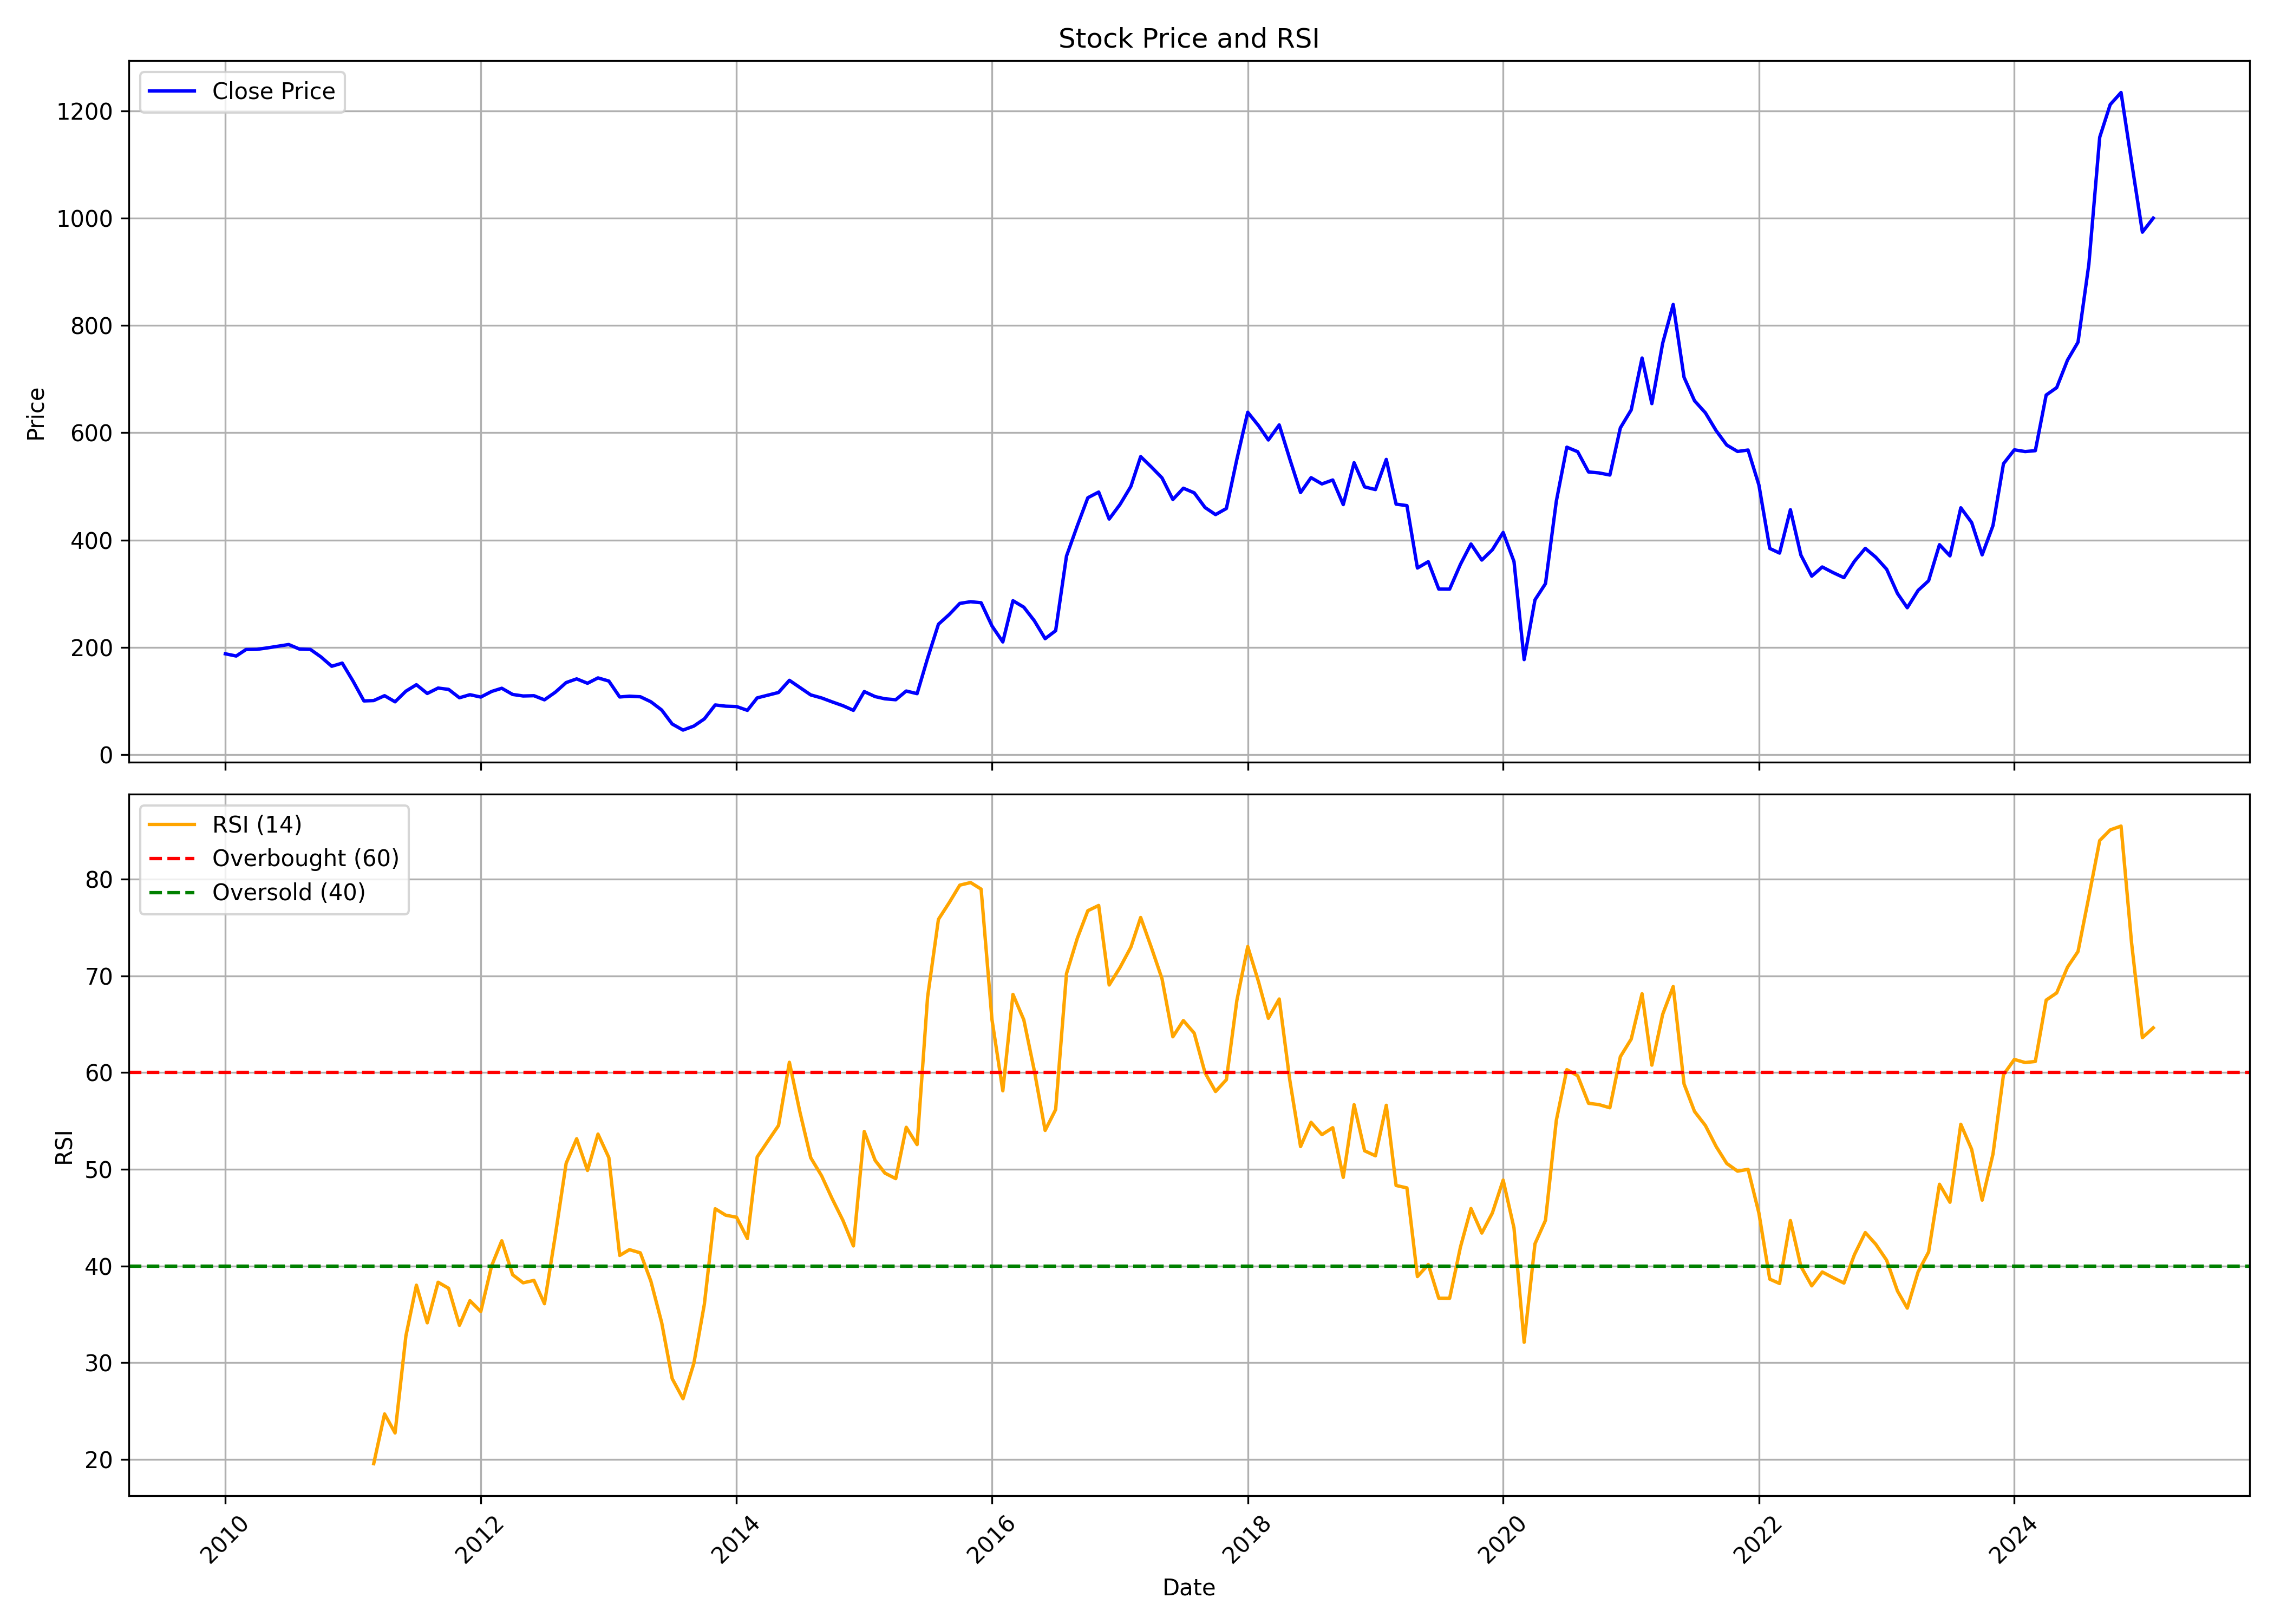 Stock Price and RSI
Close Price
1200
1000
800
600
400
200
0
Price
RSI (14)
Overbought (60)
Oversold (40)
80
70
60
50
40
30
20
RSI
2010
2012
2014
2016
2018
2020
2022
2024
Date